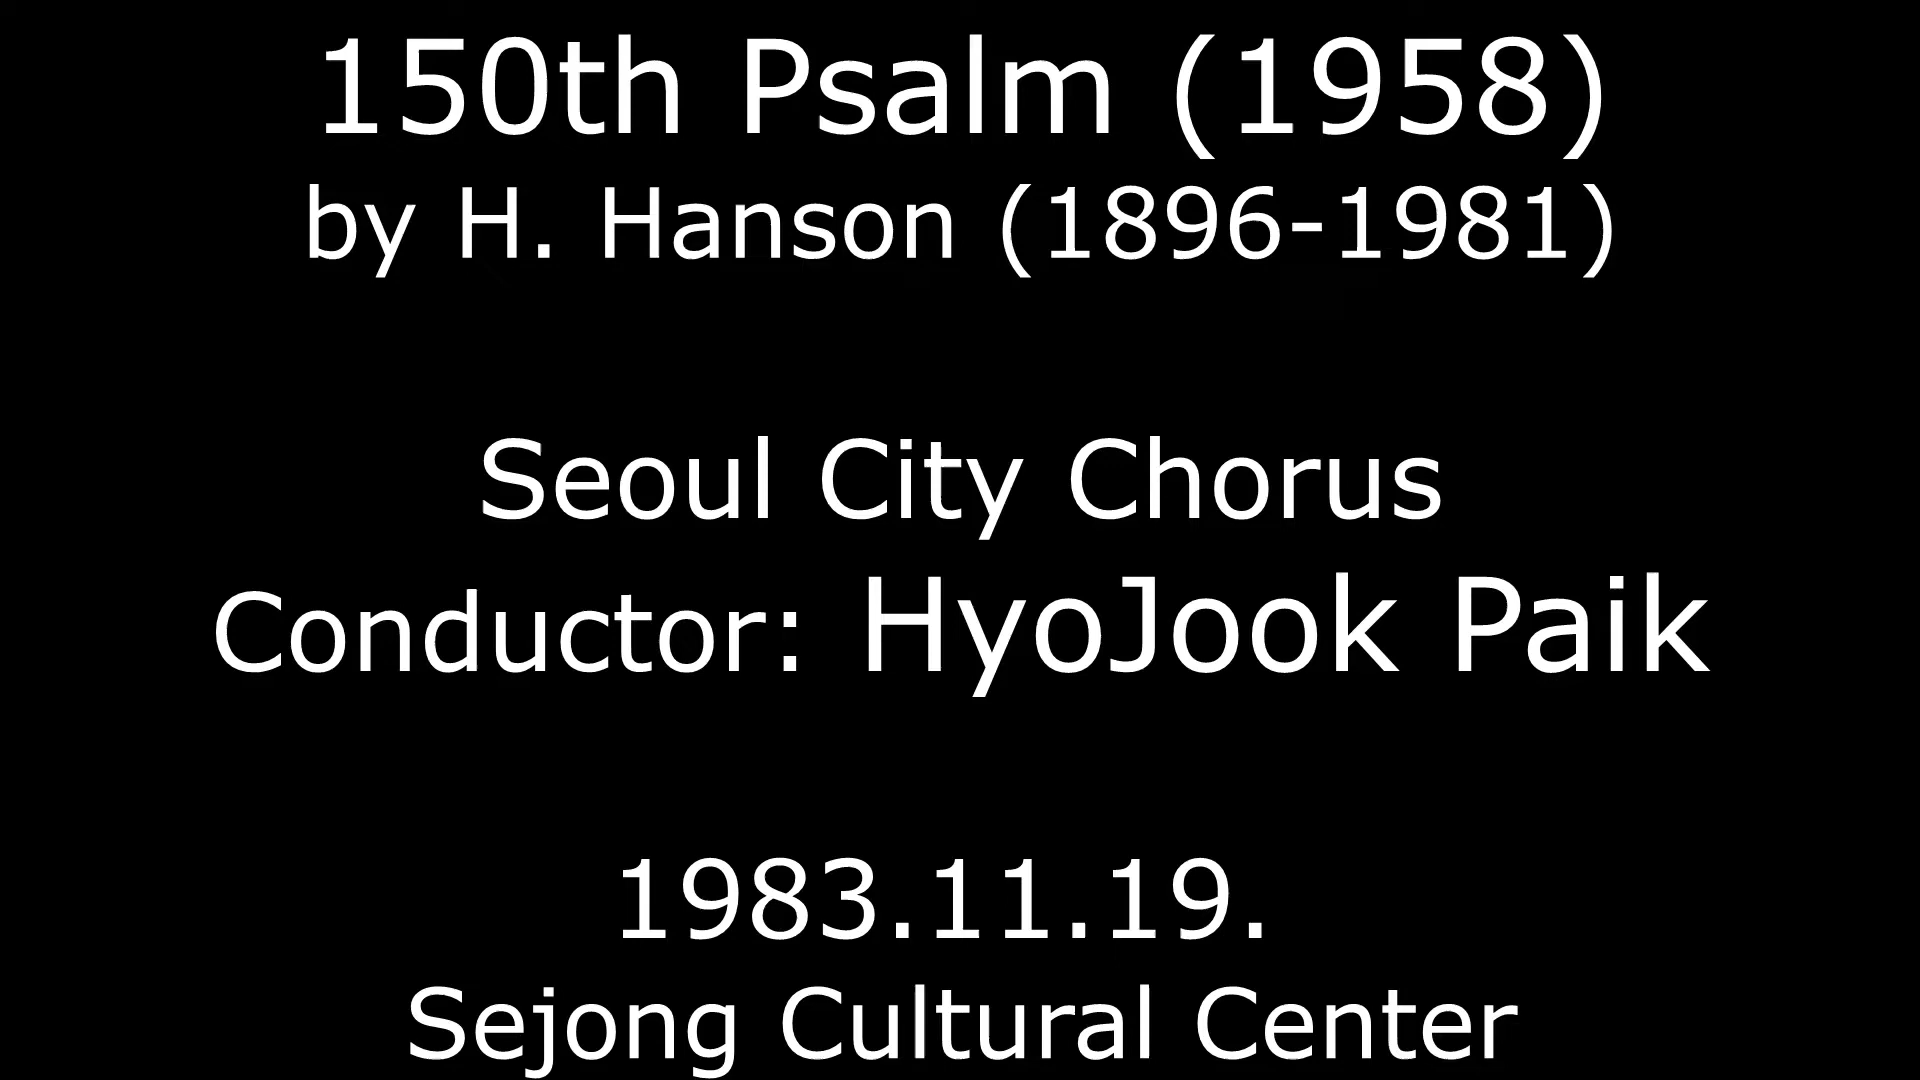 150th Psalm (1958)
by H. Hanson (1896-1981)
Seoul City Chorus
Conductor: HyoJook Paik
1983.11.19.
Sejong Cultural Center